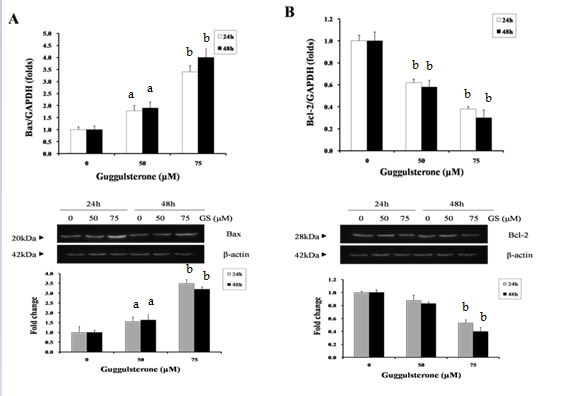 A
Bax/GAPDH (folds)
5.0
4.5
4.0
3.5
3.0
2.5
2.0
1.5
1.0
0.5
0.0
24h
48h
a a
b b
0 50 75
Guggulsterone (µM)
24h 48h
0 50 75 0 50 75 GS (µM)
20kDa Bax
42kDa β-actin
Fold change
4.0
3.5
3.0
2.5
2.0
1.5
1.0
0.5
0.0
24h
48h
a a
b b
0 50 75
Guggulsterone (µM)
B
Bcl-2/GAPDH (folds)
1.2
1.0
0.8
0.6
0.4
0.2
0.0
24h
48h
b b
b b
0 50 75
Guggulsterone (µM)
24h 48h
0 50 75 0 50 75 GS (µM)
28kDa Bcl-2
42kDa β-actin
Fold change
1.2
1.0
0.8
0.6
0.4
0.2
0.0
24h
48h
b b
0 50 75
Guggulsterone (µM)